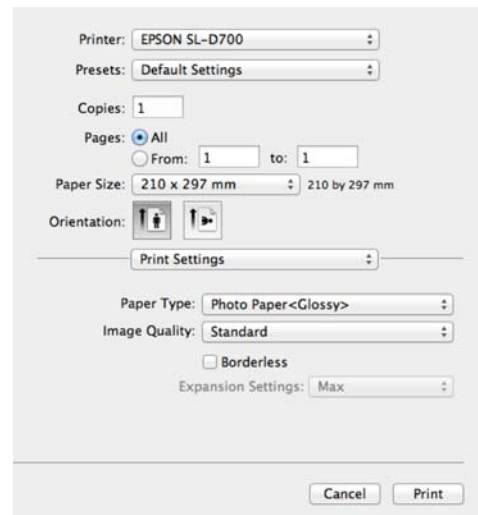 Printer: EPSON SL-D700
Presets: Default Settings
Copies: 1
Pages: All
From: 1 to: 1
Paper Size: 210 x 297 mm 210 by 297 mm
Orientation:
Print Settings
Paper Type: Photo Paper<Glossy>
Image Quality: Standard
Borderless
Expansion Settings: Max
Cancel Print